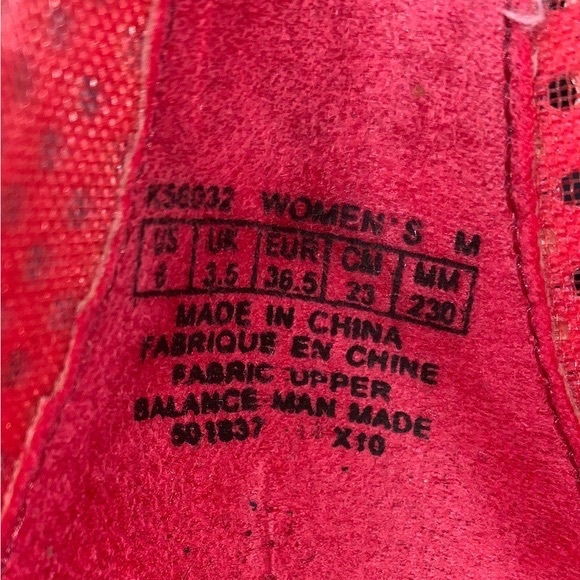 K56932 WOMEN'S M
US UK EUR CM MM
6 3.5 36.5 23 230
MADE IN CHINA
FABRIQUE EN CHINE
FABRIC UPPER
BALANCE MAN MADE
501837 X10